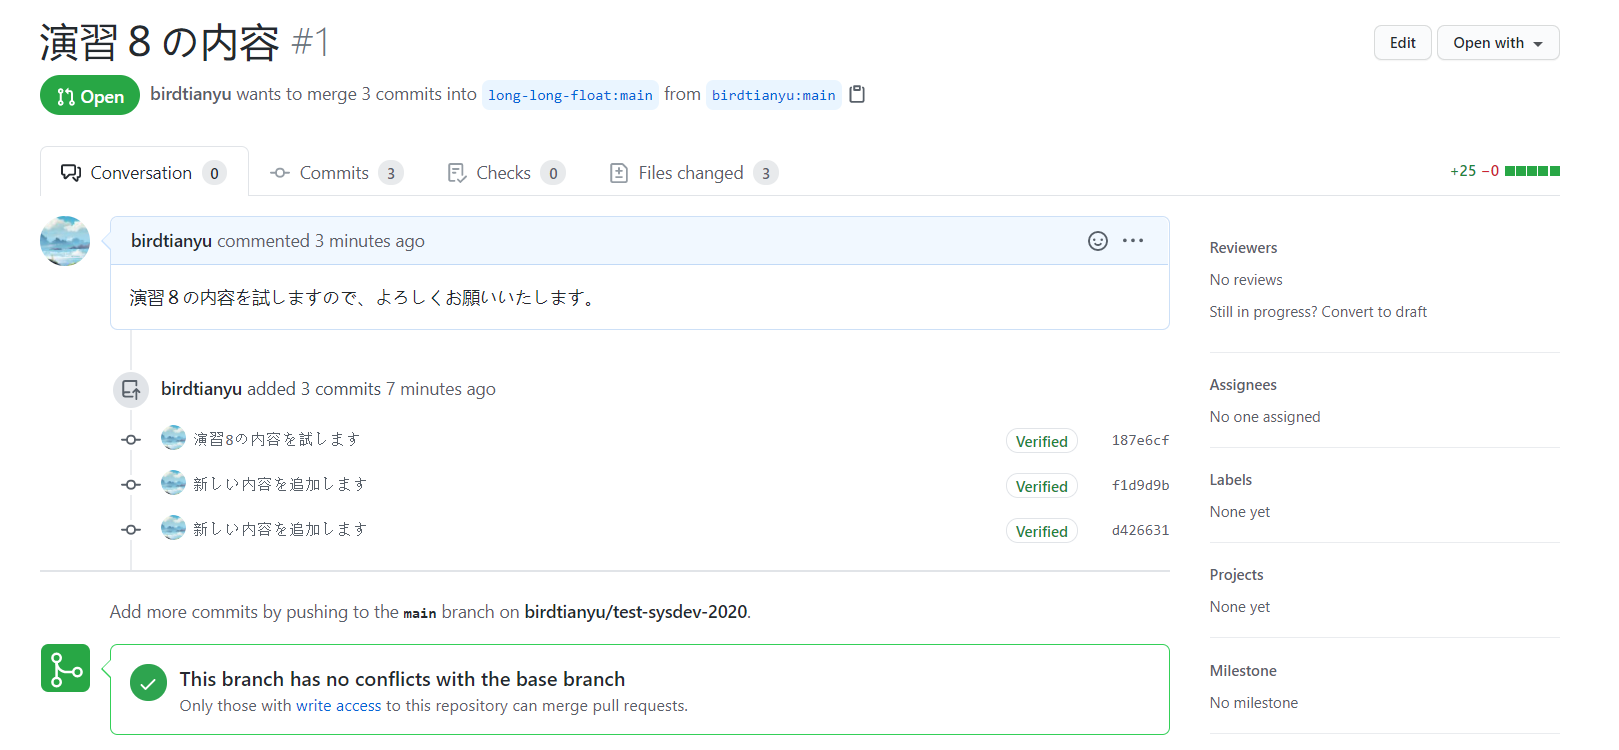 演習８の内容 #1
Edit
Open with
Open
birdtianyu wants to merge 3 commits into long-long-float:main from birdtianyu:main
Conversation 0
Commits 3
Checks 0
Files changed 3
+25 −0
birdtianyu commented 3 minutes ago
演習８の内容を試しますので、よろしくお願いいたします。
birdtianyu added 3 commits 7 minutes ago
演習8の内容を試します
Verified
187e6cf
新しい内容を追加します
Verified
f1d9d9b
新しい内容を追加します
Verified
d426631
Add more commits by pushing to the main branch on birdtianyu/test-sysdev-2020.
This branch has no conflicts with the base branch
Only those with write access to this repository can merge pull requests.
Reviewers
No reviews
Still in progress? Convert to draft
Assignees
No one assigned
Labels
None yet
Projects
None yet
Milestone
No milestone